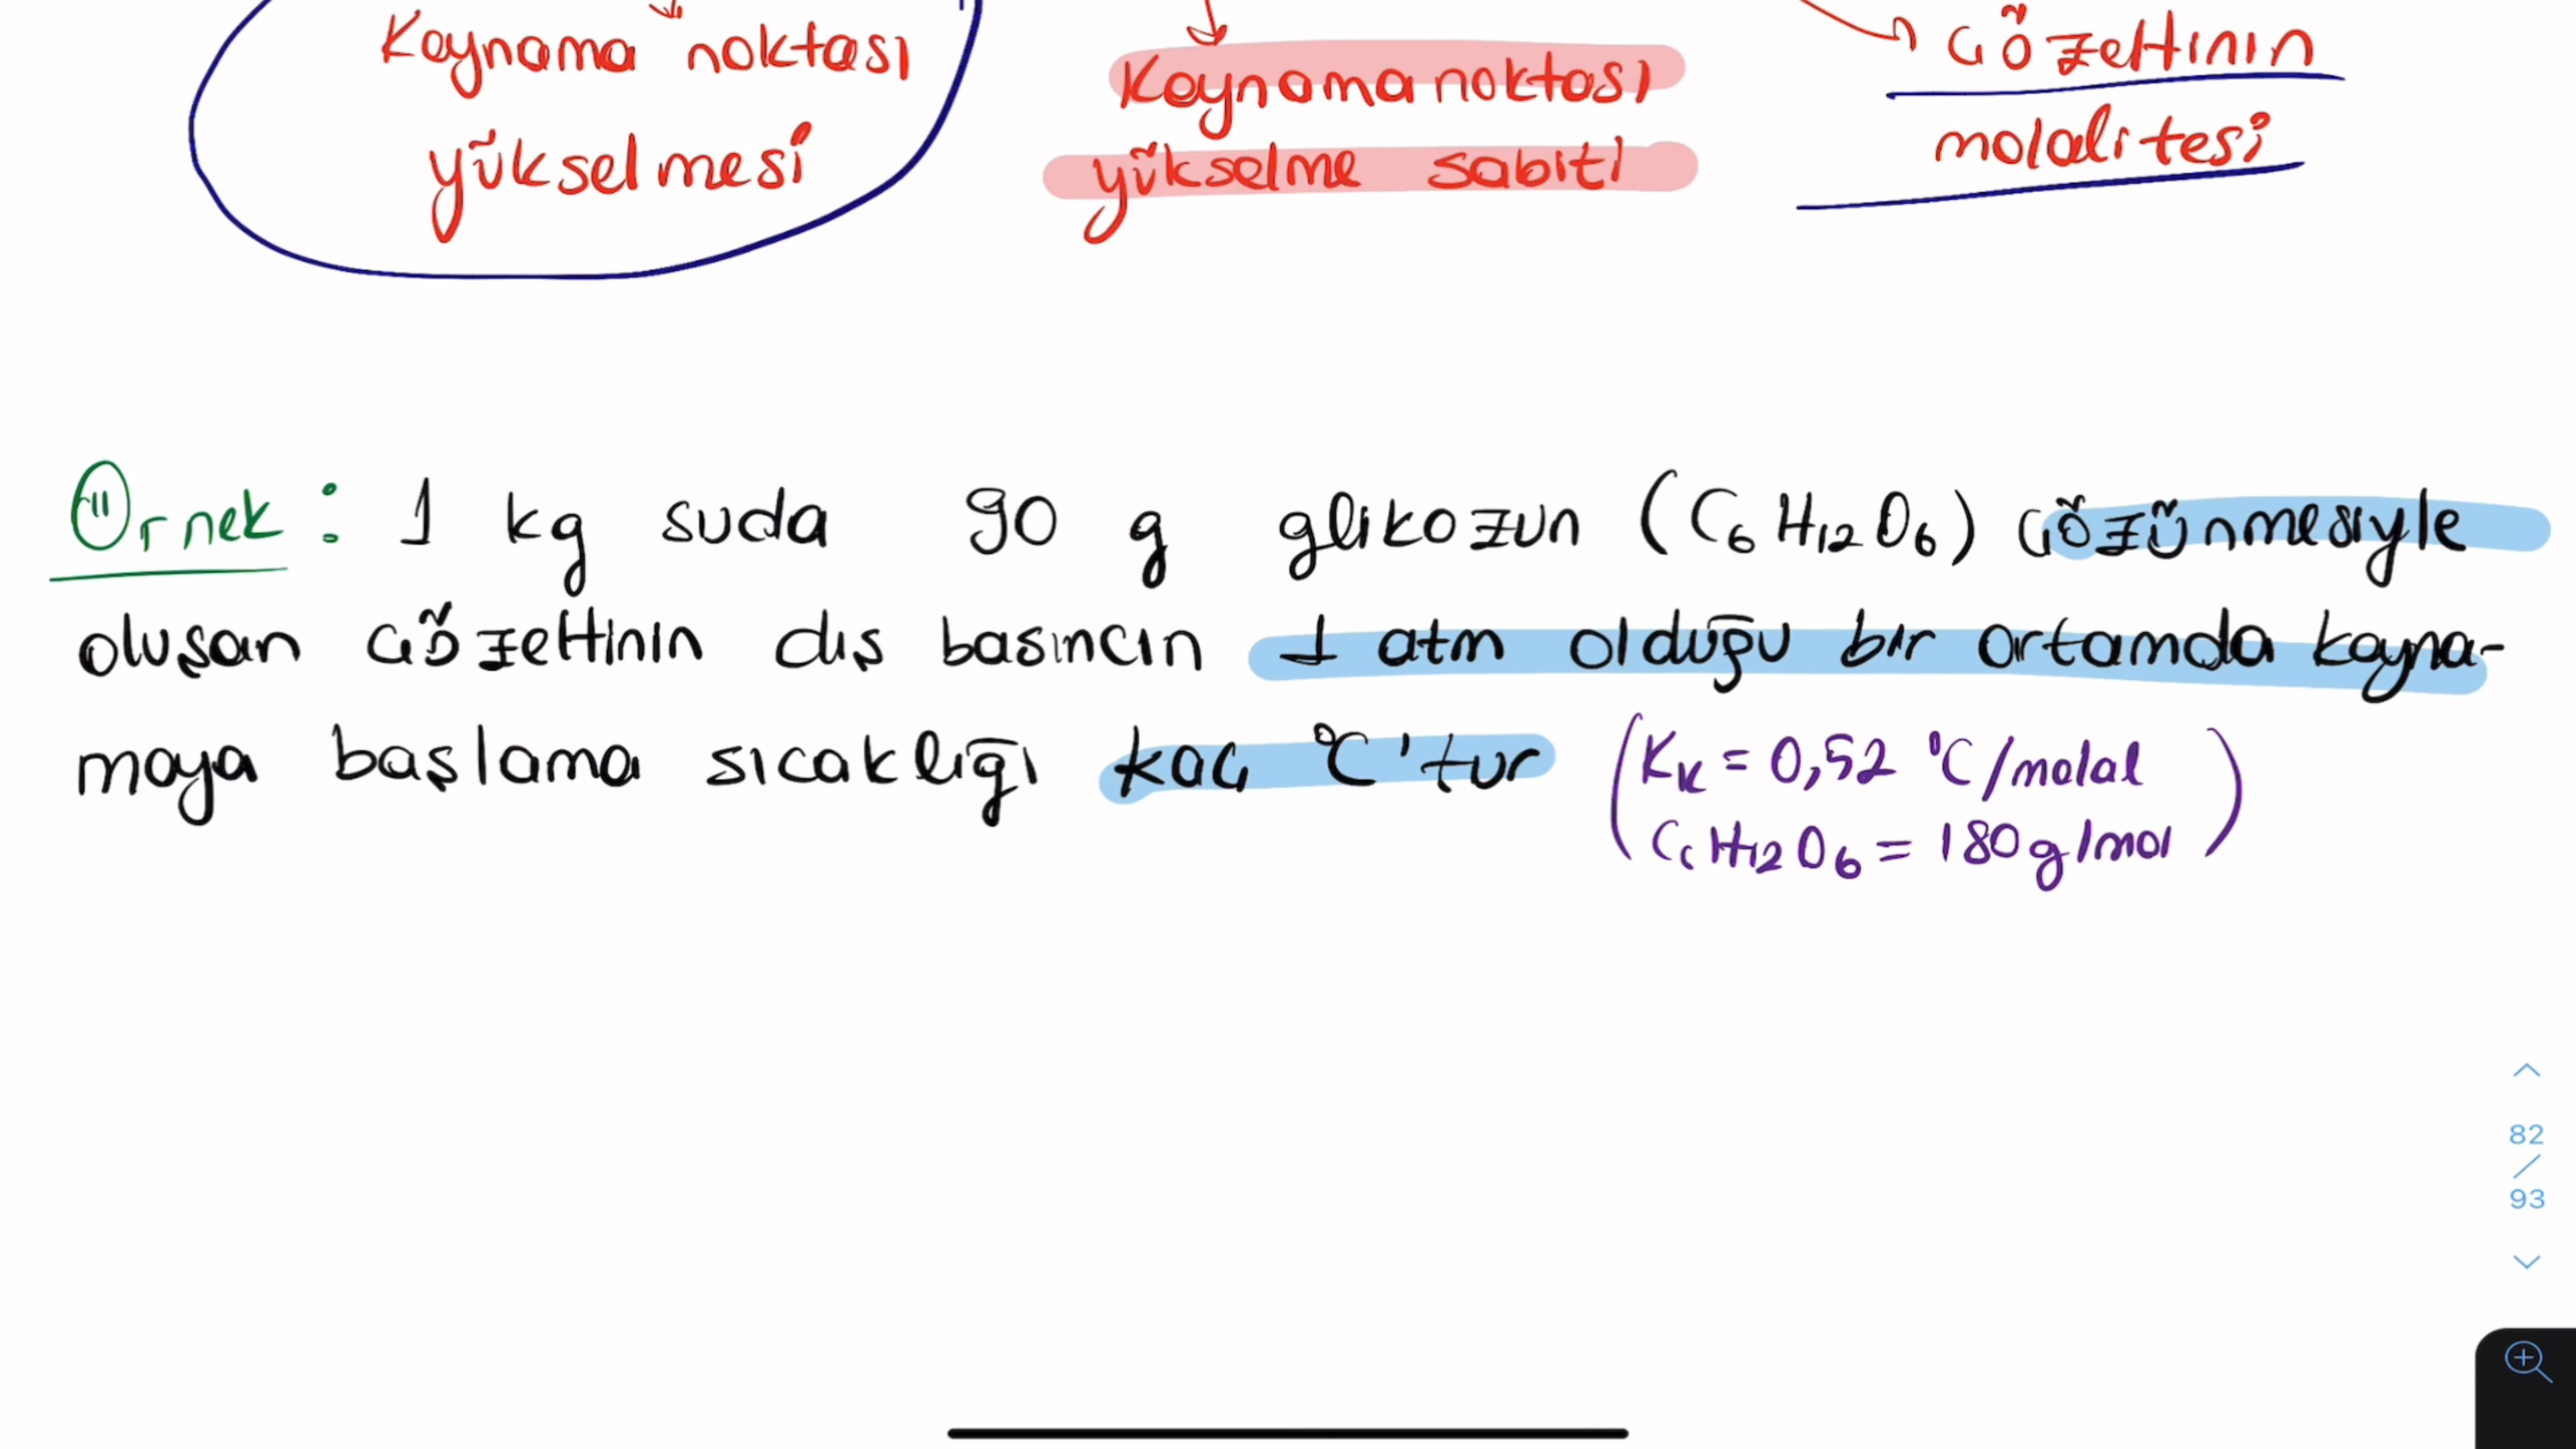 Kaynama noktası
yükselmesi
Kaynama noktası
yükselme sabiti
Çözeltinin
molalitesi
Örnek : 1 kg suda 90 g glikozun (C₆H₁₂O₆) çözünmesiyle
oluşan çözeltinin dış basıncın 1 atm olduğu bir ortamda kayna-
maya başlama sıcaklığı kaç °C'tur
(Kₖ = 0,52 °C/molal
C₆H₁₂O₆ = 180g/mol)
82
/
93